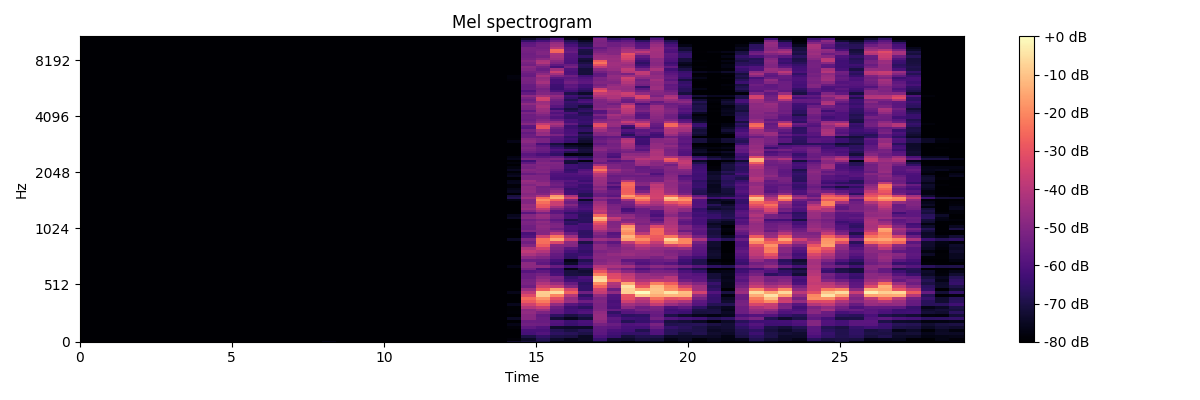 Mel spectrogram
Hz
8192
4096
2048
1024
512
0
0 5 10 15 20 25
Time
+0 dB
-10 dB
-20 dB
-30 dB
-40 dB
-50 dB
-60 dB
-70 dB
-80 dB